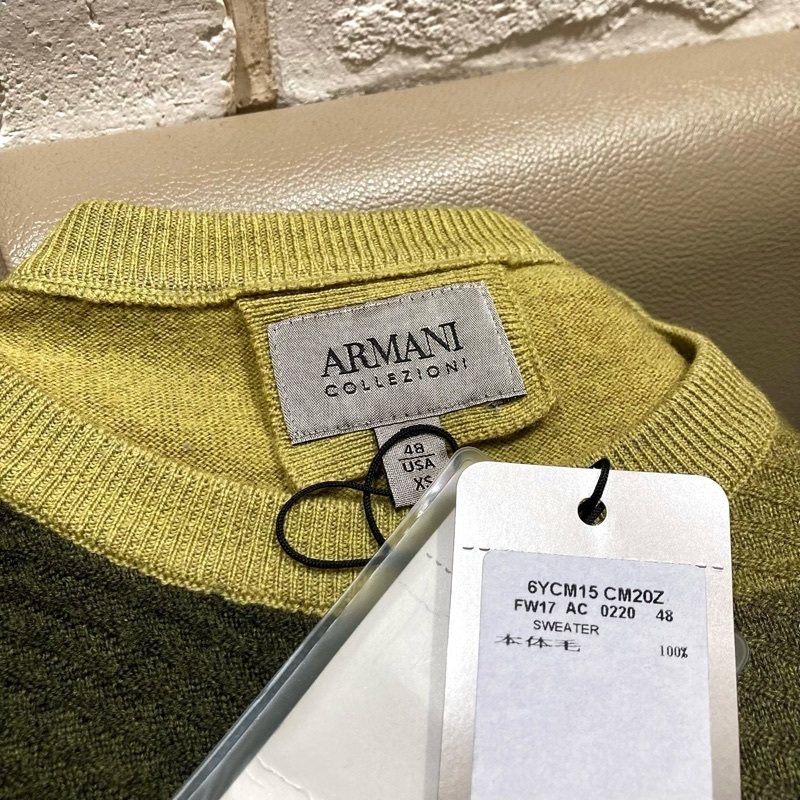 ARMANI
COLLEZIONI
48
USA
XS
6YCM15 CM20Z
FW17 AC 0220 48
SWEATER
本体毛 100%